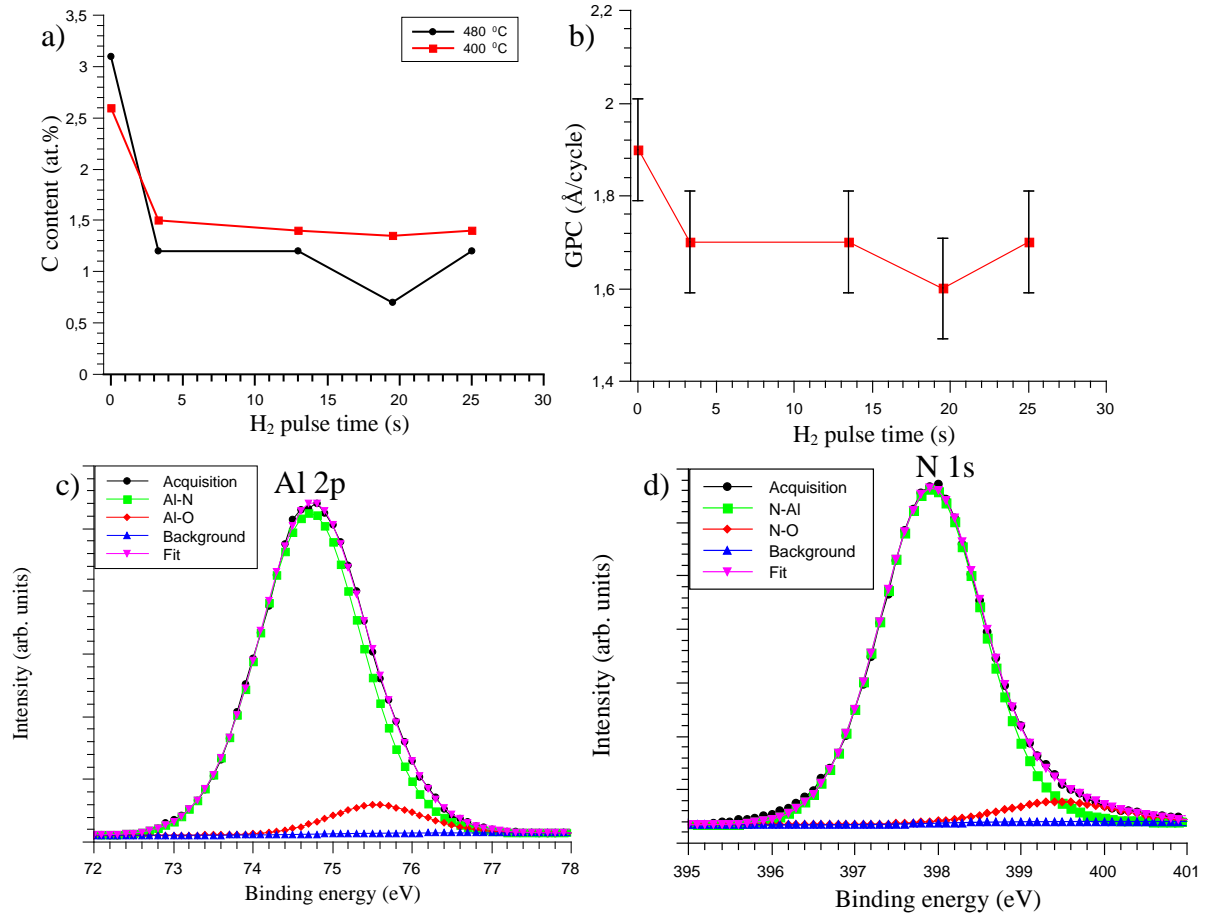 a)
480 ⁰C
400 ⁰C
3,5
3
2,5
2
1,5
1
0,5
0
C content (at.%)
0 5 10 15 20 25 30
H₂ pulse time (s)
b)
2,2
2
1,8
1,6
1,4
GPC (Å/cycle)
0 5 10 15 20 25 30
H₂ pulse time (s)
c)
Al 2p
Acquisition
Al-N
Al-O
Background
Fit
Intensity (arb. units)
72 73 74 75 76 77 78
Binding energy (eV)
d)
N 1s
Acquisition
N-Al
N-O
Background
Fit
Intensity (arb. units)
395 396 397 398 399 400 401
Binding energy (eV)